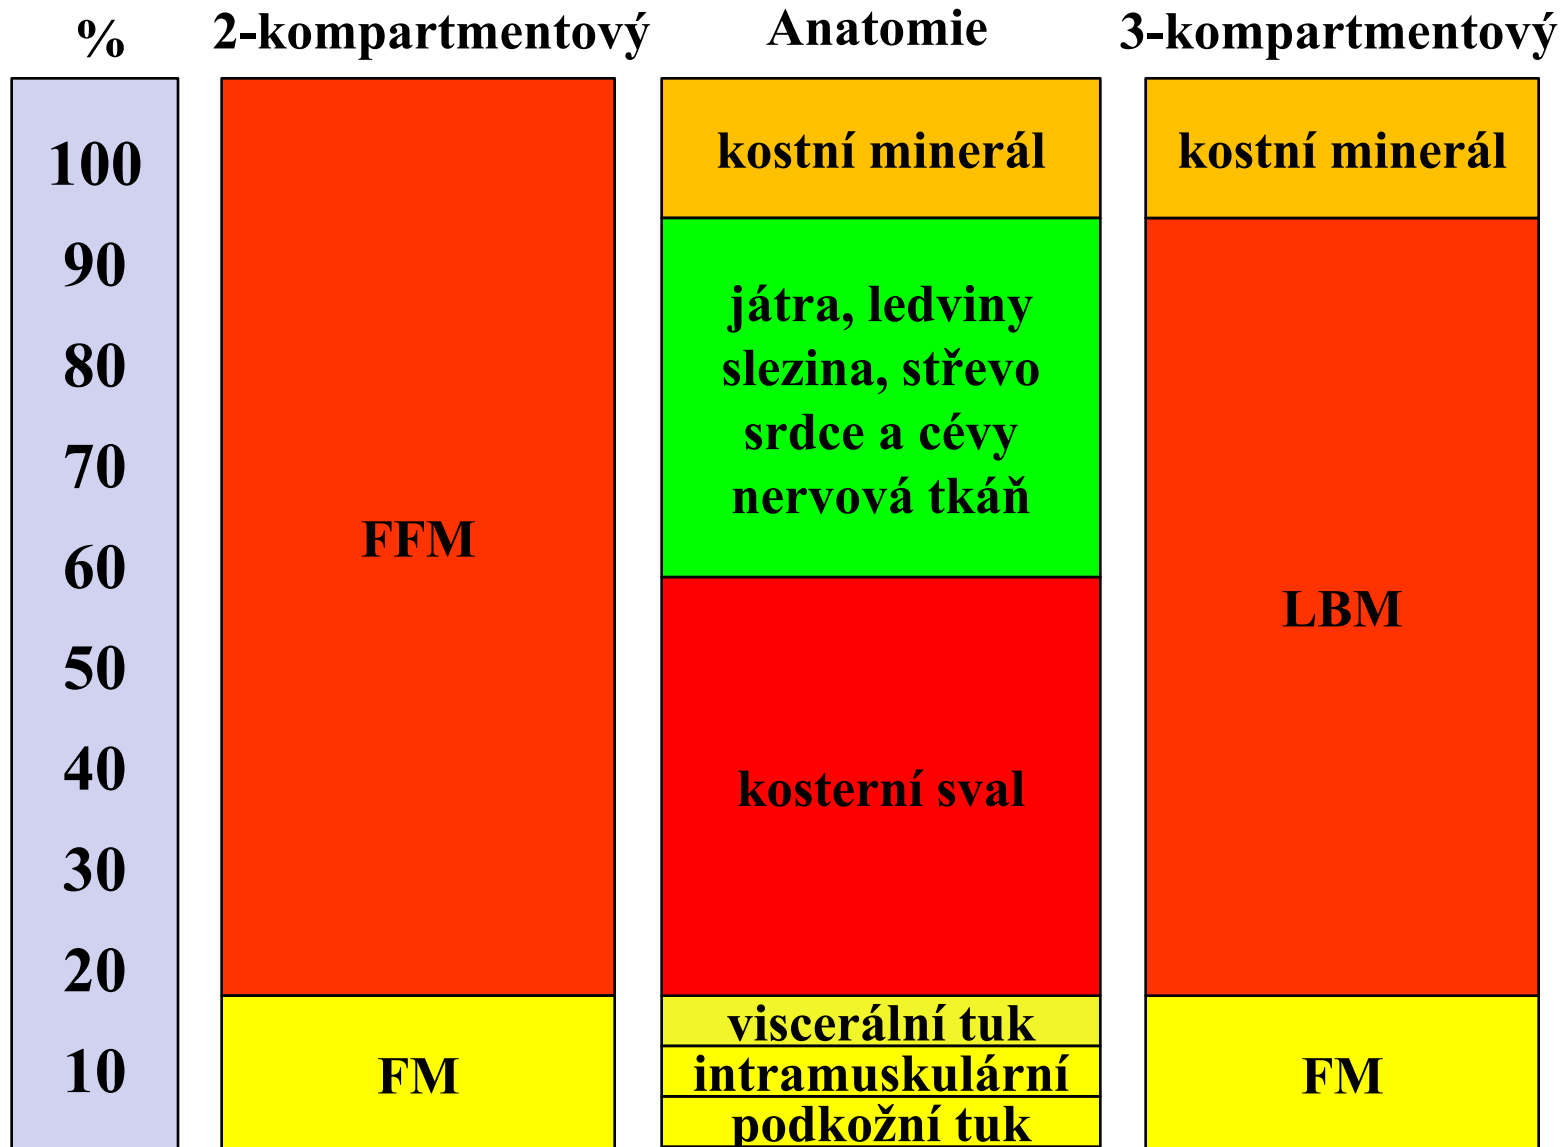 %
2-kompartmentový
Anatomie
3-kompartmentový
100
90
80
70
60
50
40
30
20
10
FFM
FM
kostní minerál
játra, ledviny
slezina, střevo
srdce a cévy
nervová tkáň
kosterní sval
viscerální tuk
intramuskulární
podkožní tuk
kostní minerál
LBM
FM